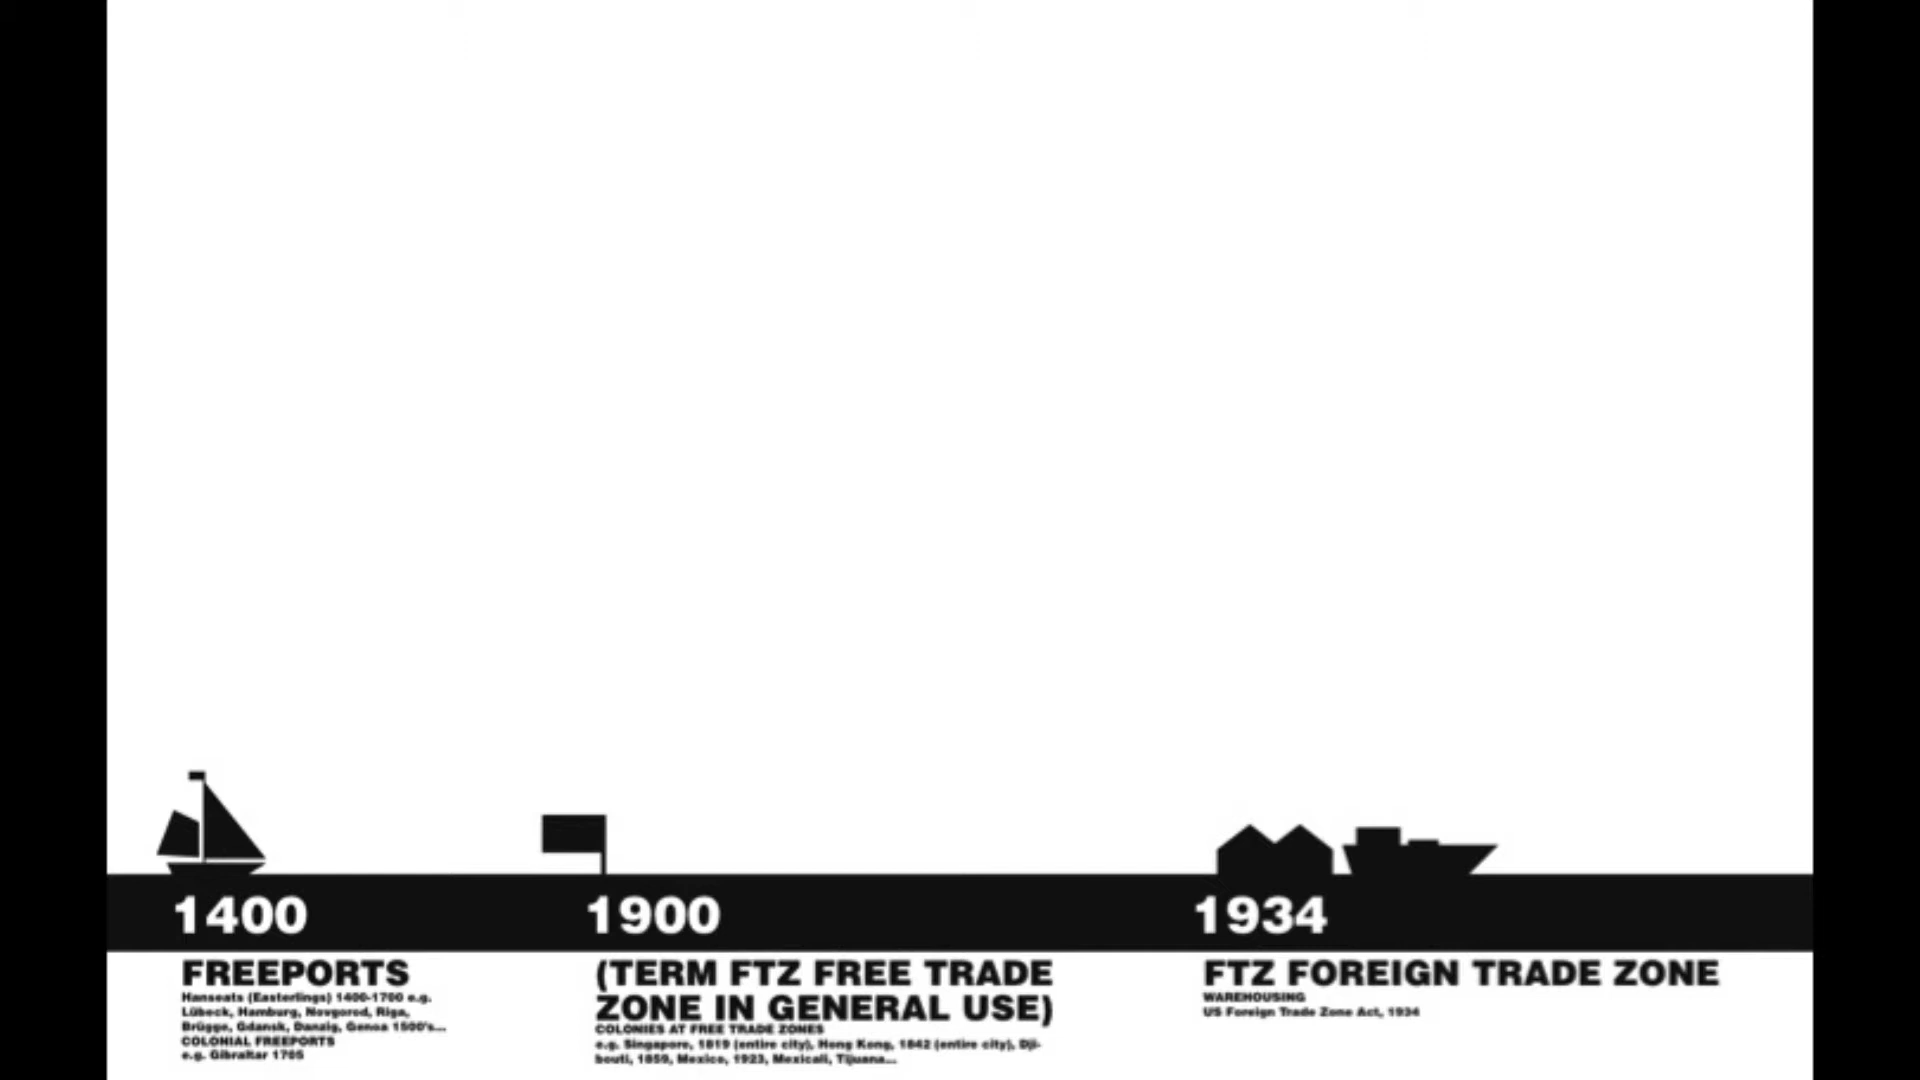 1400
1900
1934
FREEPORTS
Hanseats (Easterlings) 1400-1700 e.g.
Lübeck, Hamburg, Novgorod, Riga,
Brügge, Gdansk, Danzig, Genoa 1500's...
COLONIAL FREEPORTS
e.g. Gibraltar 1705
(TERM FTZ FREE TRADE
ZONE IN GENERAL USE)
COLONIES AT FREE TRADE ZONES
e.g. Singapore, 1819 (entire city), Hong Kong, 1842 (entire city), Dji-
bouti, 1859, Mexico, 1923, Mexicali, Tijuana...
FTZ FOREIGN TRADE ZONE
WAREHOUSING
US Foreign Trade Zone Act, 1934